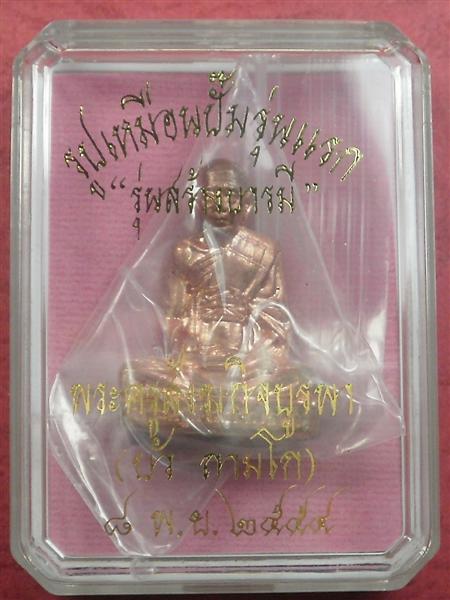 รูปเหมือนปั๊มรุ่นแรก
“รุ่นสร้างบารมี”
พระครูสังฆกิจบูรพา
(บัว ถามโก)
๘ พ.ย. ๒๕๕๔